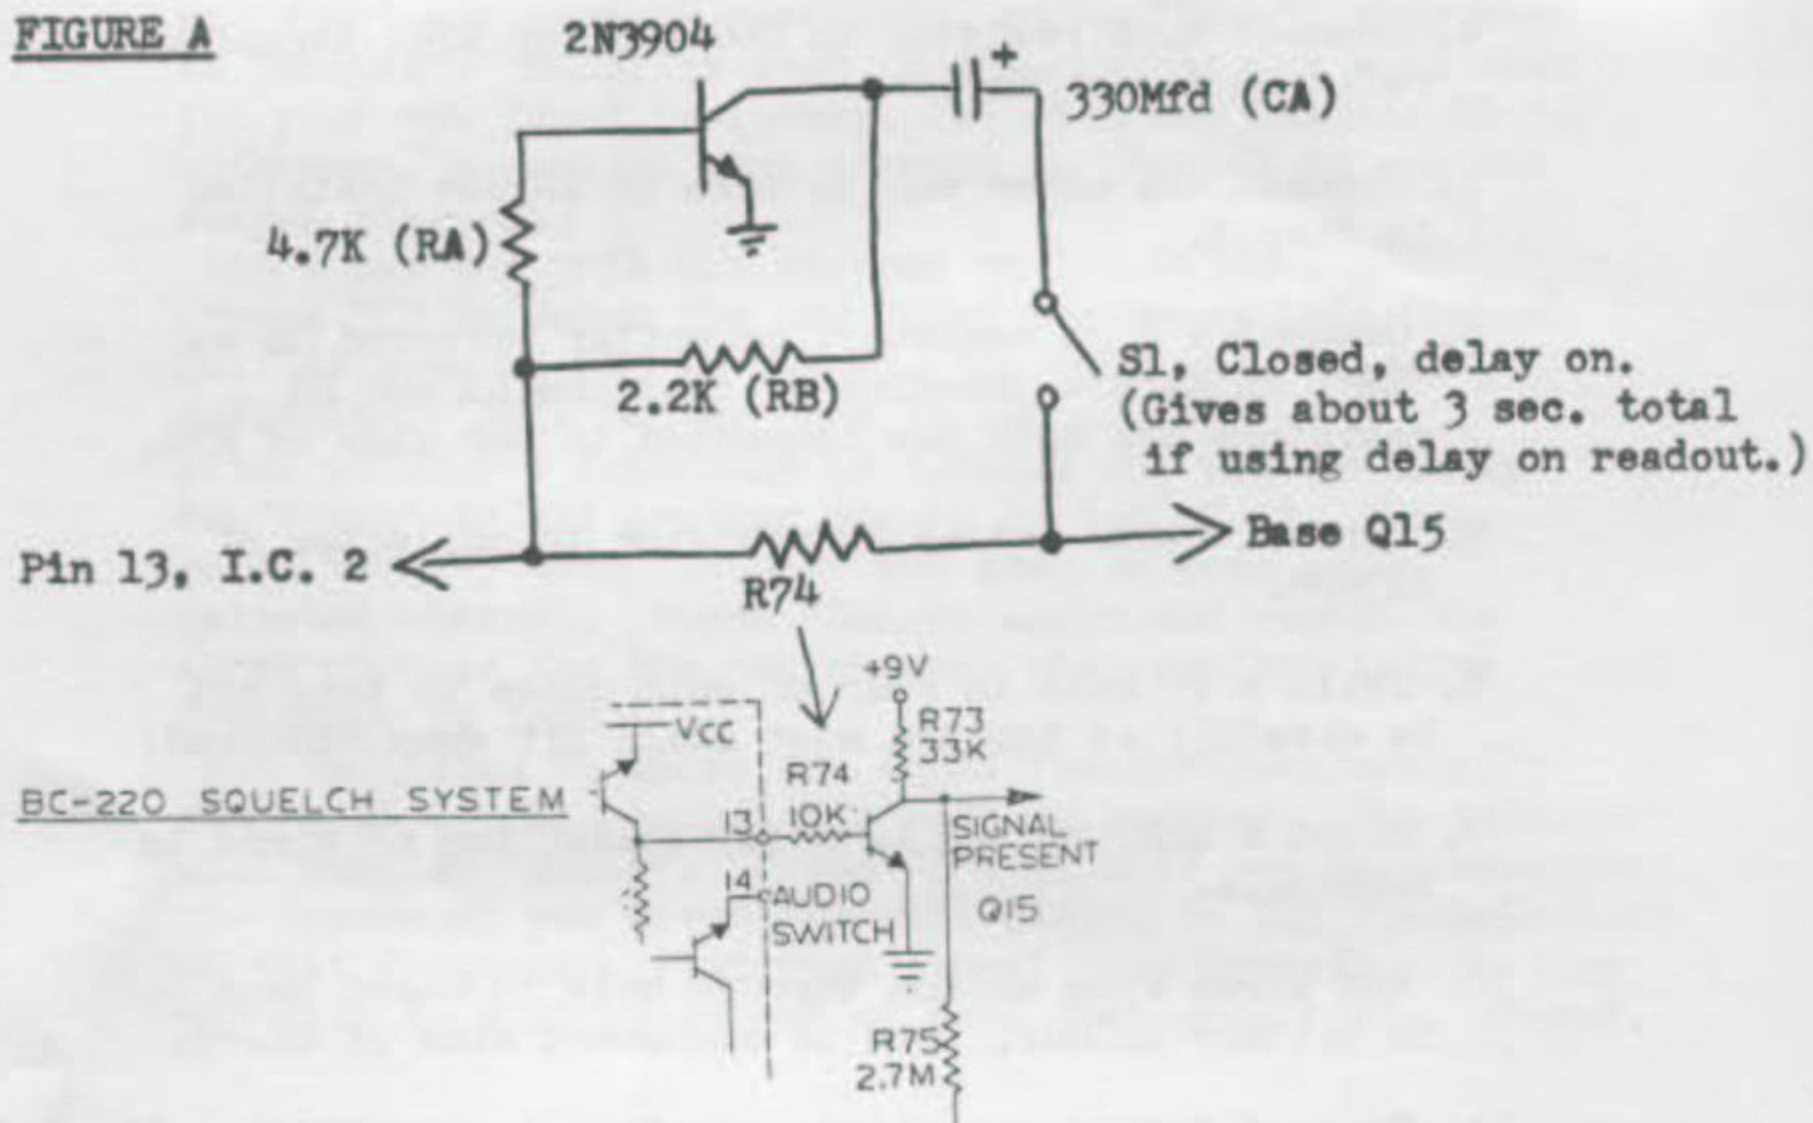 FIGURE A
2N3904
+
330Mfd (CA)
4.7K (RA)
2.2K (RB)
S1, Closed, delay on.
(Gives about 3 sec. total
if using delay on readout.)
Pin 13, I.C. 2
Base Q15
R74
+9V
VCC
R73
33K
R74
10K
BC-220 SQUELCH SYSTEM
13
SIGNAL
PRESENT
14
AUDIO
SWITCH
Q15
R75
2.7M